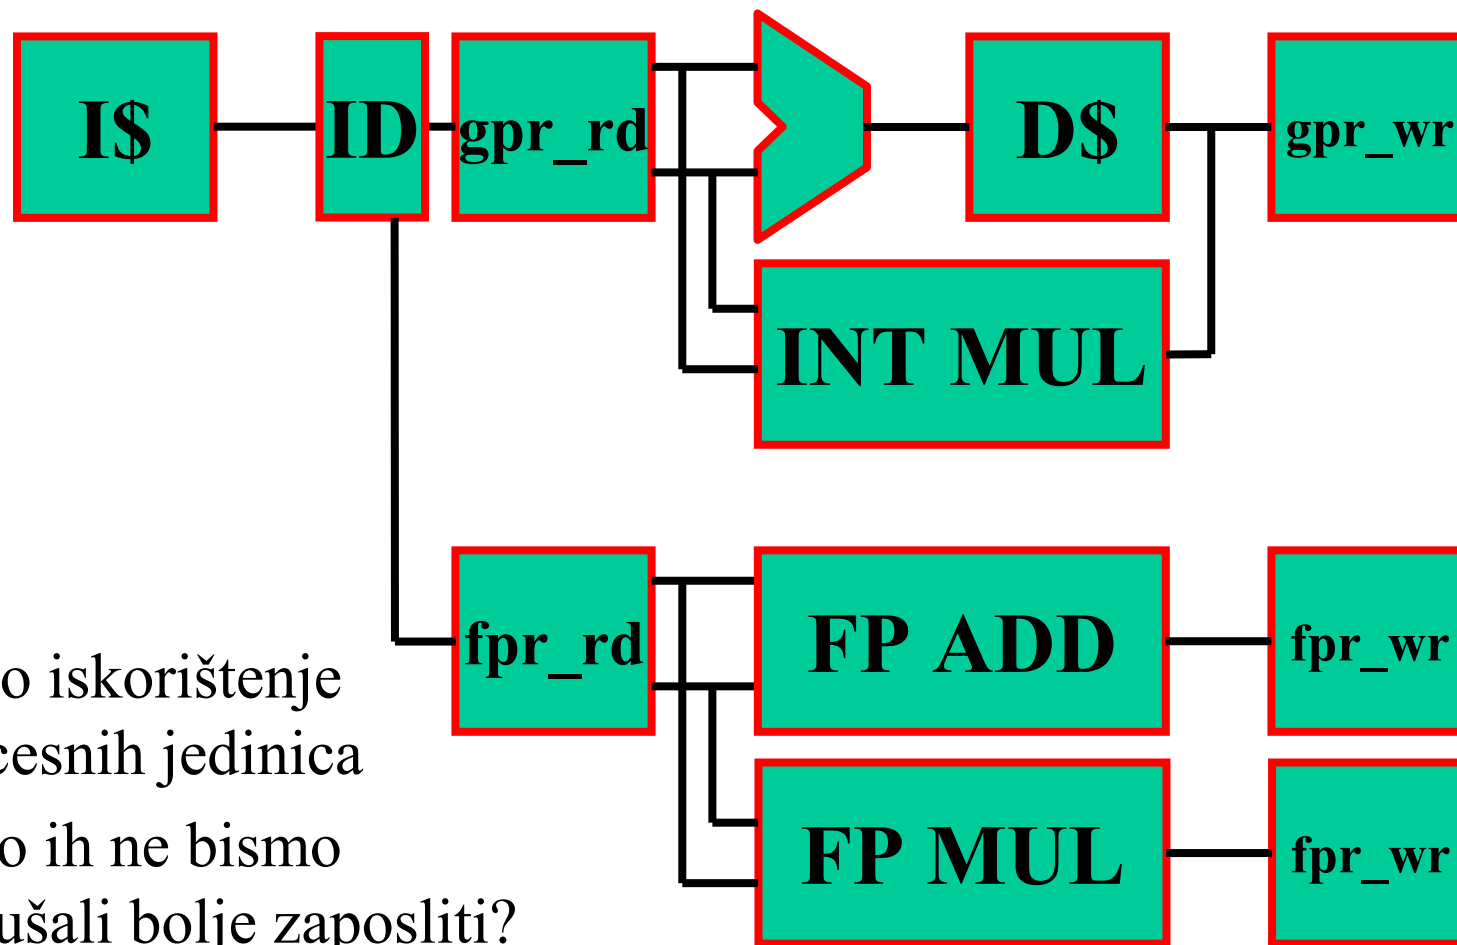 I$
ID
gpr_rd
D$
gpr_wr
INT MUL
fpr_rd
FP ADD
fpr_wr
FP MUL
fpr_wr
o iskorištenje
cesnih jedinica
o ih ne bismo
ušali bolje zaposliti?